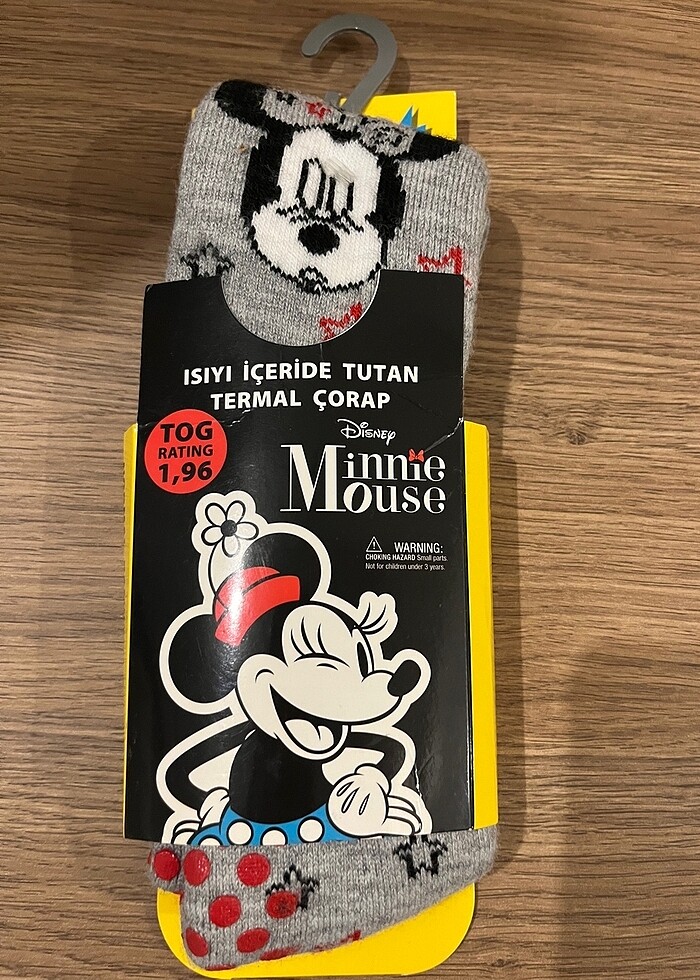 ISIYI İÇERİDE TUTAN
TERMAL ÇORAP
TOG
RATING
1,96
Disney
Minnie
Mouse
WARNING:
CHOKING HAZARD Small parts.
Not for children under 3 years.